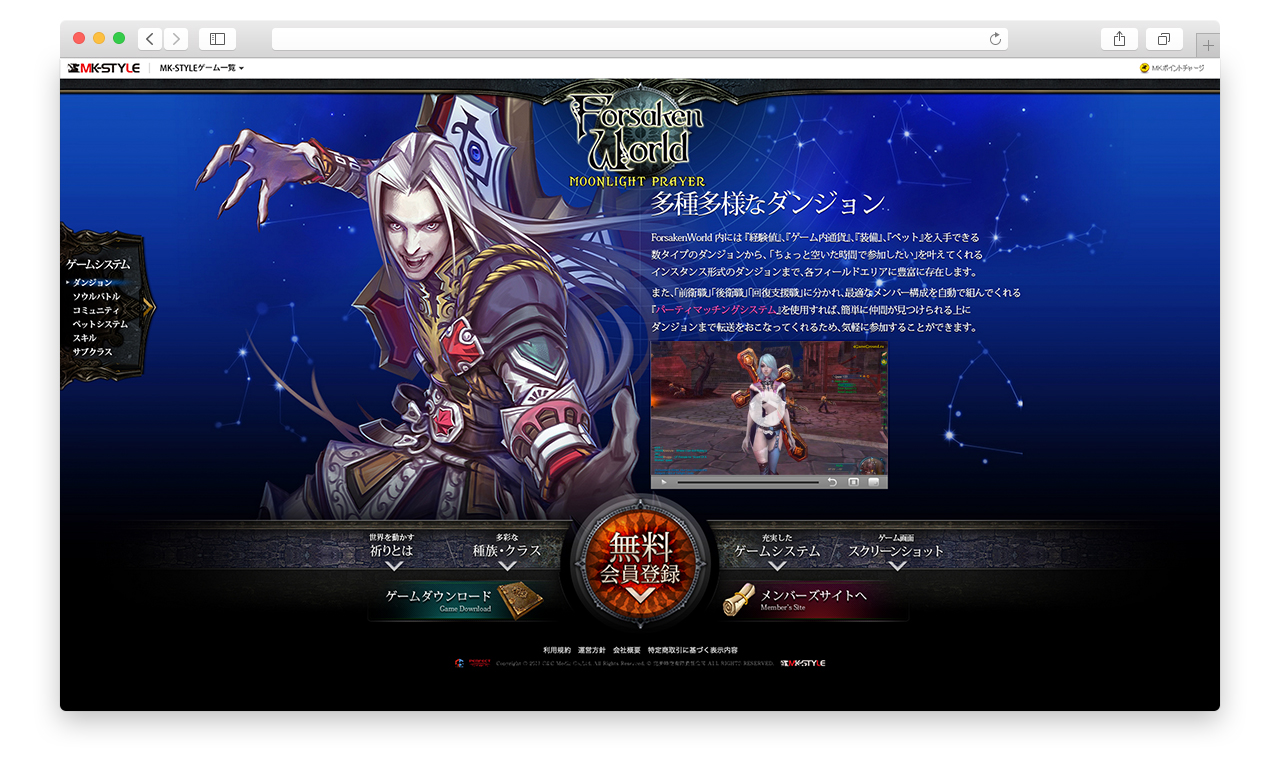 MK-STYLE
MK-STYLEゲーム一覧
MKポイントチャージ
Forsaken
World
MOONLIGHT PRAYER
多種多様なダンジョン
ForsakenWorld 内には『経験値』、『ゲーム内通貨』、『装備』、『ペット』を入手できる
数タイプのダンジョンから、「ちょっと空いた時間で参加したい」を叶えてくれる
インスタンス形式のダンジョンまで、各フィールドエリアに豊富に存在します。
また、「前衛職」「後衛職」「回復支援職」に分かれ、最適なメンバー構成を自動で組んでくれる
『パーティマッチングシステム』を使用すれば、簡単に仲間が見つけられる上に
ダンジョンまで転送をおこなってくれるため、気軽に参加することができます。
ゲームシステム
ダンジョン
ソウルバトル
コミュニティ
ペットシステム
スキル
サブクラス
世界を動かす
祈りとは
多彩な
種族・クラス
無料
会員登録
充実した
ゲームシステム
ゲーム画面
スクリーンショット
ゲームダウンロード
Game Download
メンバーズサイトへ
Member's Site
利用規約 運営方針 会社概要 特定商取引に基づく表示内容
MK-STYLE